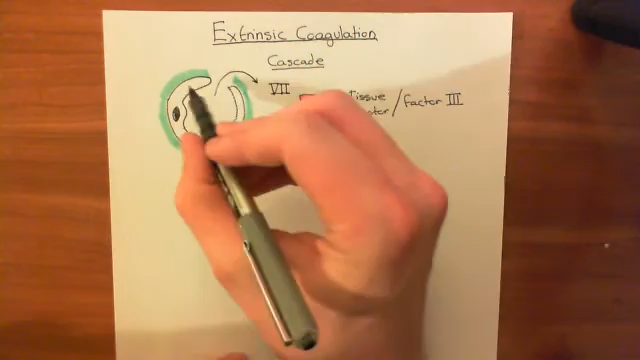 Extrinsic Coagulation
Cascade
VII
Tissue
/ Factor III